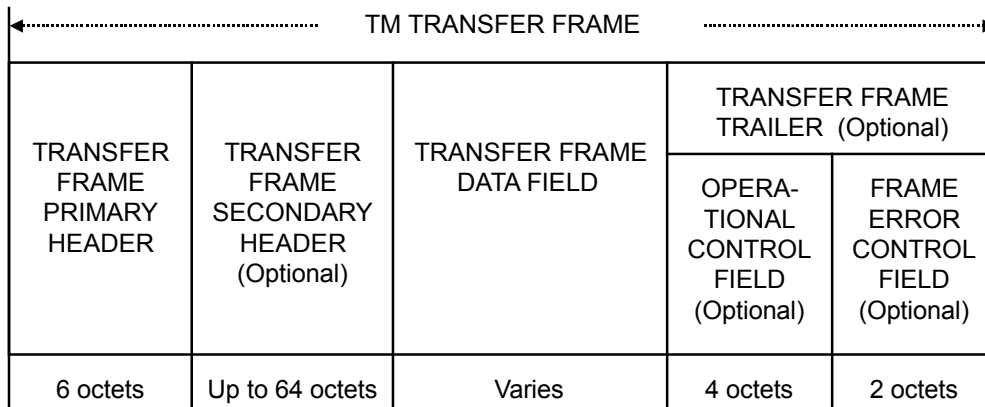 TM TRANSFER FRAME
TRANSFER
FRAME
PRIMARY
HEADER
TRANSFER
FRAME
SECONDARY
HEADER
(Optional)
TRANSFER FRAME
DATA FIELD
TRANSFER FRAME
TRAILER (Optional)
OPERA-
TIONAL
CONTROL
FIELD
(Optional)
FRAME
ERROR
CONTROL
FIELD
(Optional)
6 octets
Up to 64 octets
Varies
4 octets
2 octets